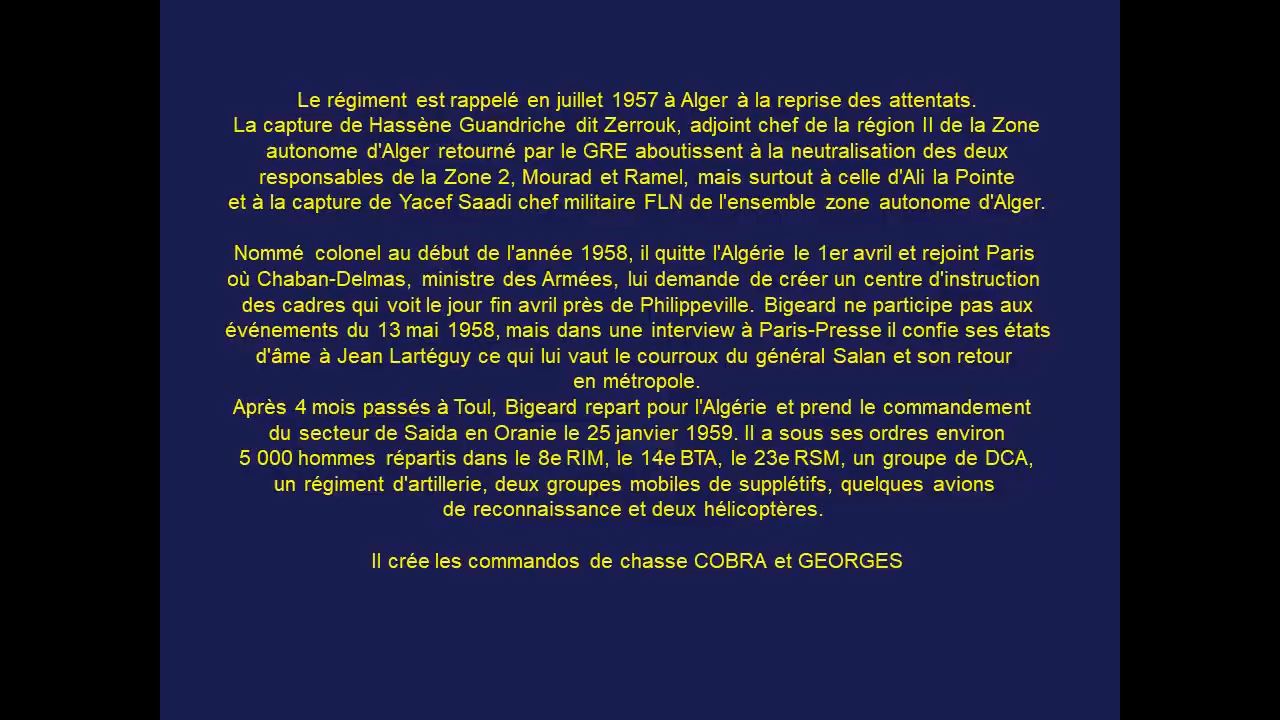 Le régiment est rappelé en juillet 1957 à Alger à la reprise des attentats.
La capture de Hassène Guandriche dit Zerrouk, adjoint chef de la région II de la Zone
autonome d'Alger retourné par le GRE aboutissent à la neutralisation des deux
responsables de la Zone 2, Mourad et Ramel, mais surtout à celle d'Ali la Pointe
et à la capture de Yacef Saadi chef militaire FLN de l'ensemble zone autonome d'Alger.
Nommé colonel au début de l'année 1958, il quitte l'Algérie le 1er avril et rejoint Paris
où Chaban-Delmas, ministre des Armées, lui demande de créer un centre d'instruction
des cadres qui voit le jour fin avril près de Philippeville. Bigeard ne participe pas aux
événements du 13 mai 1958, mais dans une interview à Paris-Presse il confie ses états
d'âme à Jean Lartéguy ce qui lui vaut le courroux du général Salan et son retour
en métropole.
Après 4 mois passés à Toul, Bigeard repart pour l'Algérie et prend le commandement
du secteur de Saida en Oranie le 25 janvier 1959. Il a sous ses ordres environ
5 000 hommes répartis dans le 8e RIM, le 14e BTA, le 23e RSM, un groupe de DCA,
un régiment d'artillerie, deux groupes mobiles de supplétifs, quelques avions
de reconnaissance et deux hélicoptères.
Il crée les commandos de chasse COBRA et GEORGES